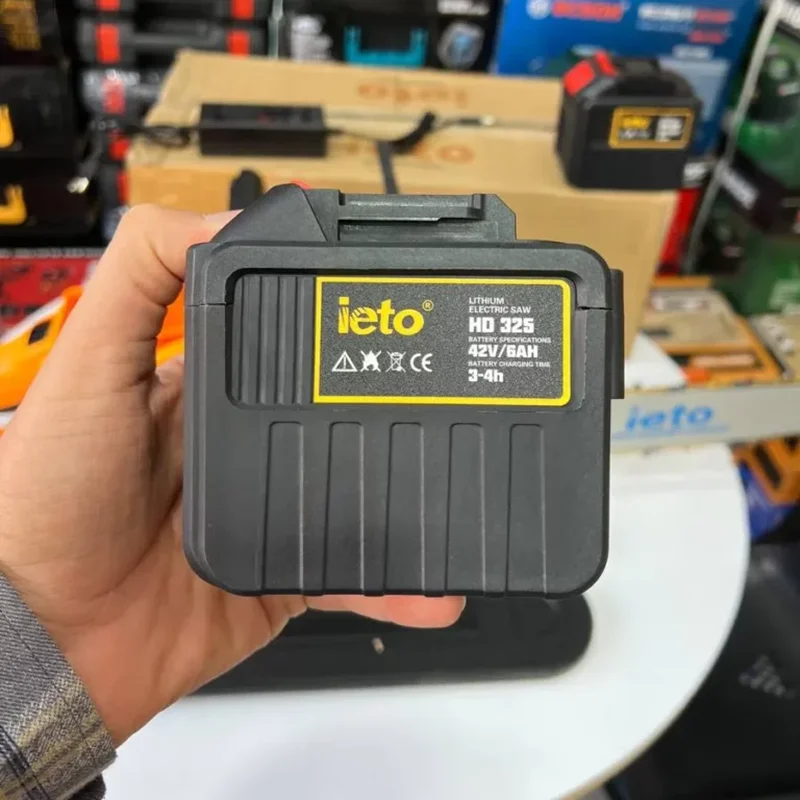 ieto®
LITHIUM
ELECTRIC SAW
HD 325
BATTERY SPECIFICATIONS
42V/6AH
BATTERY CHARGING TIME
3-4h
CE
ieto